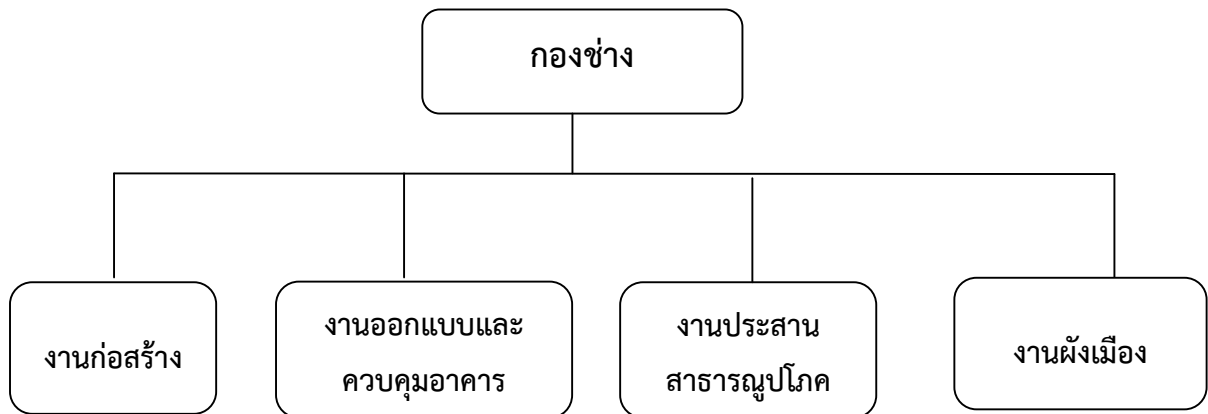 กองช่าง
งานก่อสร้าง
งานออกแบบและ
ควบคุมอาคาร
งานประสาน
สาธารณูปโภค
งานผังเมือง